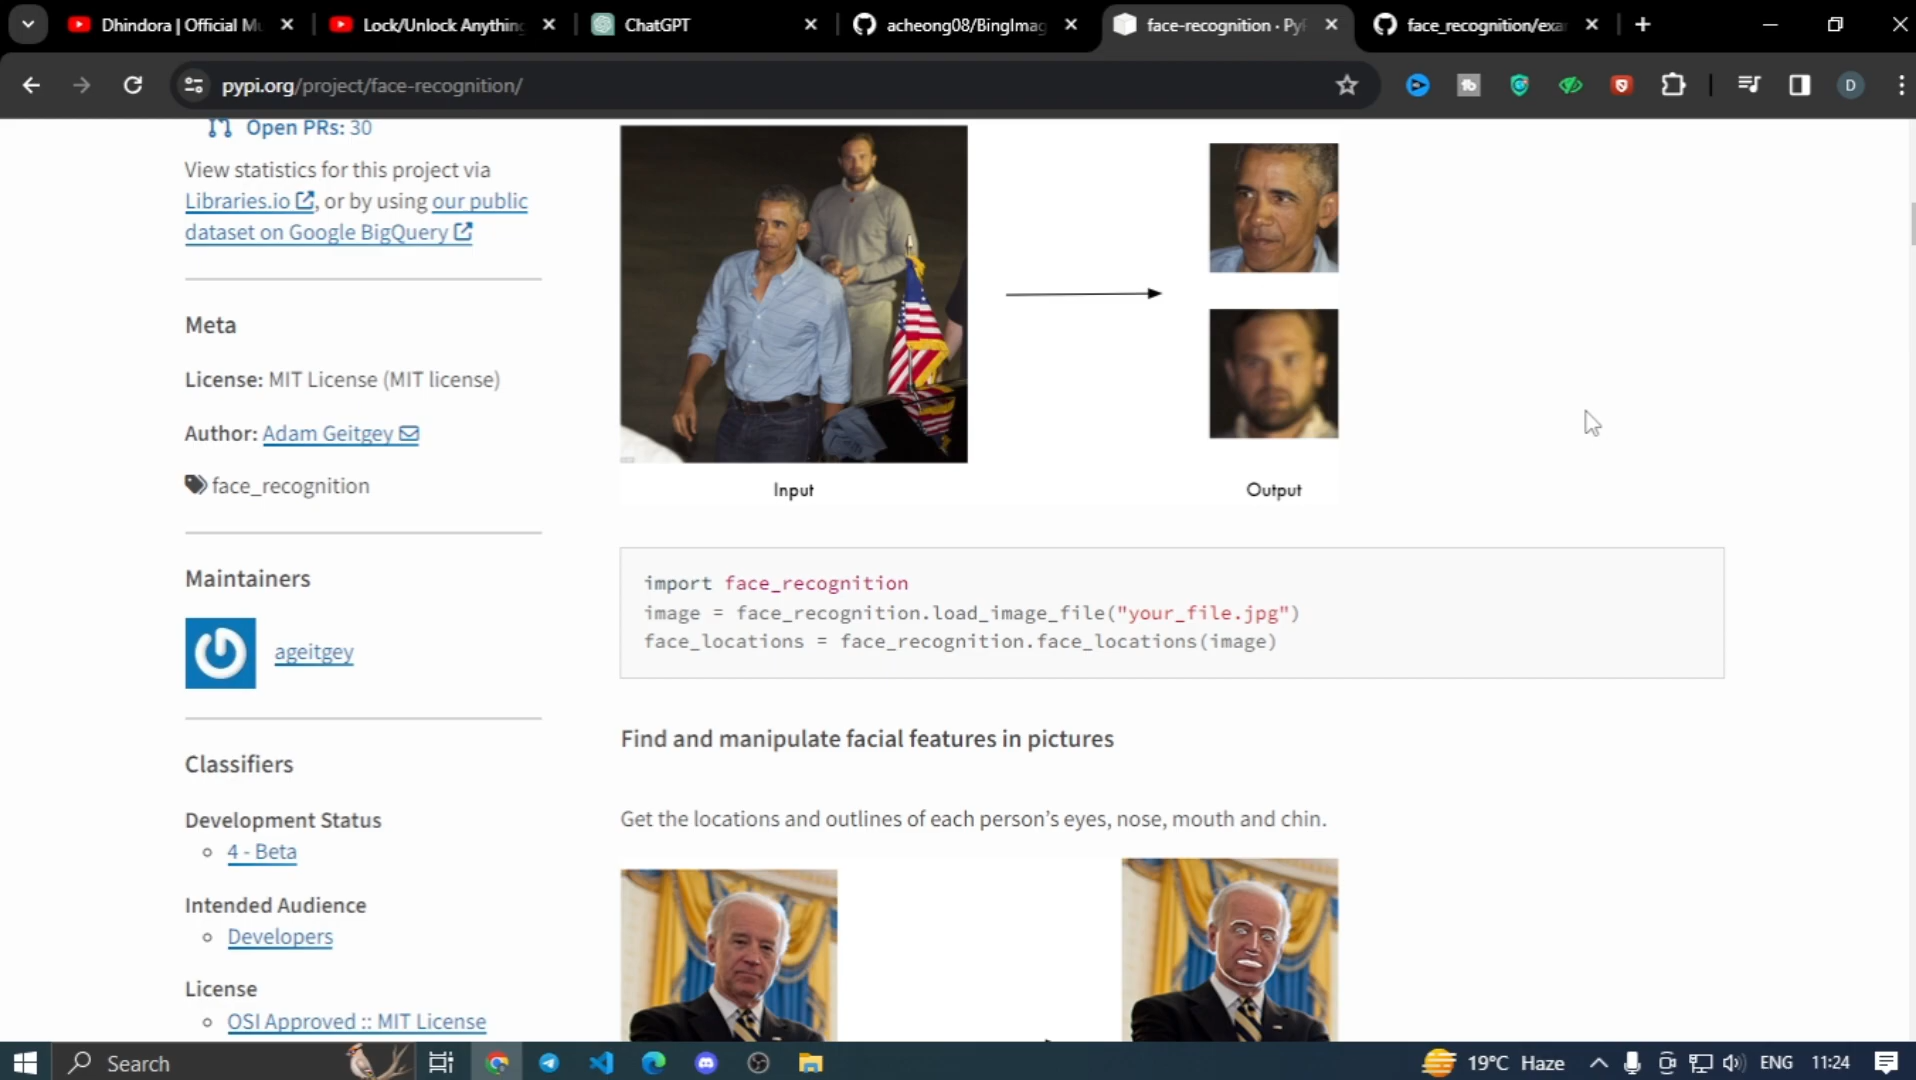 Dhindora | Official Mu
Lock/Unlock Anything
ChatGPT
acheong08/BingImag
face-recognition · PyP
face_recognition/exa
pypi.org/project/face-recognition/
D
Open PRs: 30
View statistics for this project via
Libraries.io, or by using our public
dataset on Google BigQuery
Meta
License: MIT License (MIT license)
Author: Adam Geitgey
face_recognition
Maintainers
ageitgey
Classifiers
Development Status
4 - Beta
Intended Audience
Developers
License
OSI Approved :: MIT License
Input
Output
import face_recognition
image = face_recognition.load_image_file("your_file.jpg")
face_locations = face_recognition.face_locations(image)
Find and manipulate facial features in pictures
Get the locations and outlines of each person's eyes, nose, mouth and chin.
Search
19°C Haze
ENG
11:24